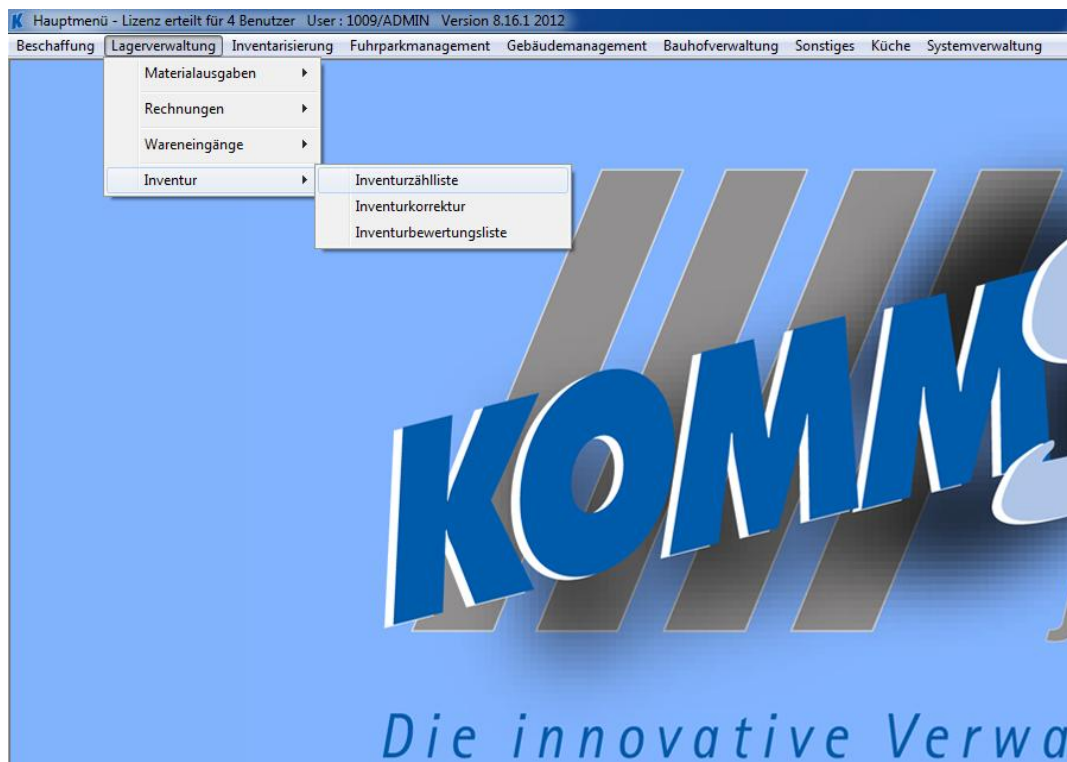 Hauptmenü - Lizenz erteilt für 4 Benutzer User : 1009/ADMIN Version 8.16.1 2012
Beschaffung Lagerverwaltung Inventarisierung Fuhrparkmanagement Gebäudemanagement Bauhofverwaltung Sonstiges Küche Systemverwaltung
Materialausgaben
Rechnungen
Wareneingänge
Inventur
Inventurzählliste
Inventurkorrektur
Inventurbewertungsliste
KOMM
Die innovative Verwa